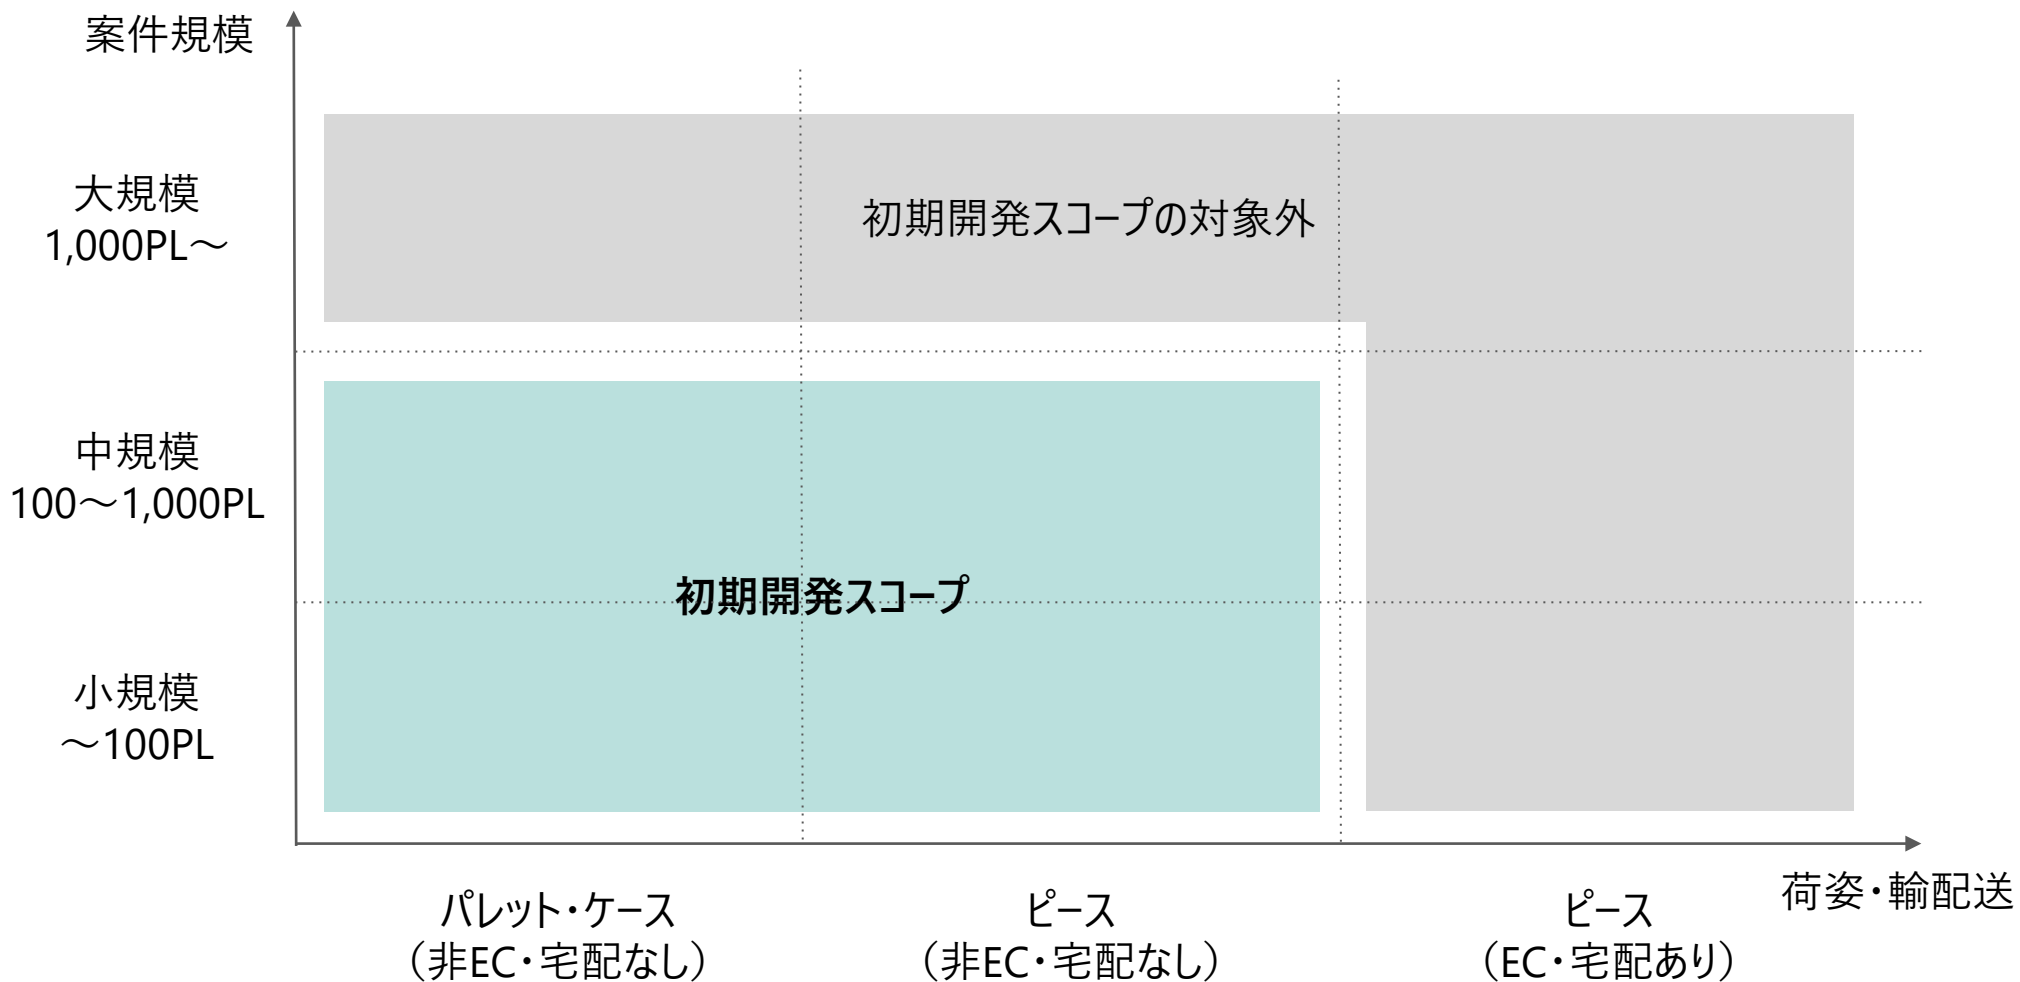 案件規模
大規模
1,000PL～
初期開発スコープの対象外
中規模
100～1,000PL
初期開発スコープ
小規模
～100PL
荷姿・輸配送
パレット・ケース
（非EC・宅配なし）
ピース
（非EC・宅配なし）
ピース
（EC・宅配あり）